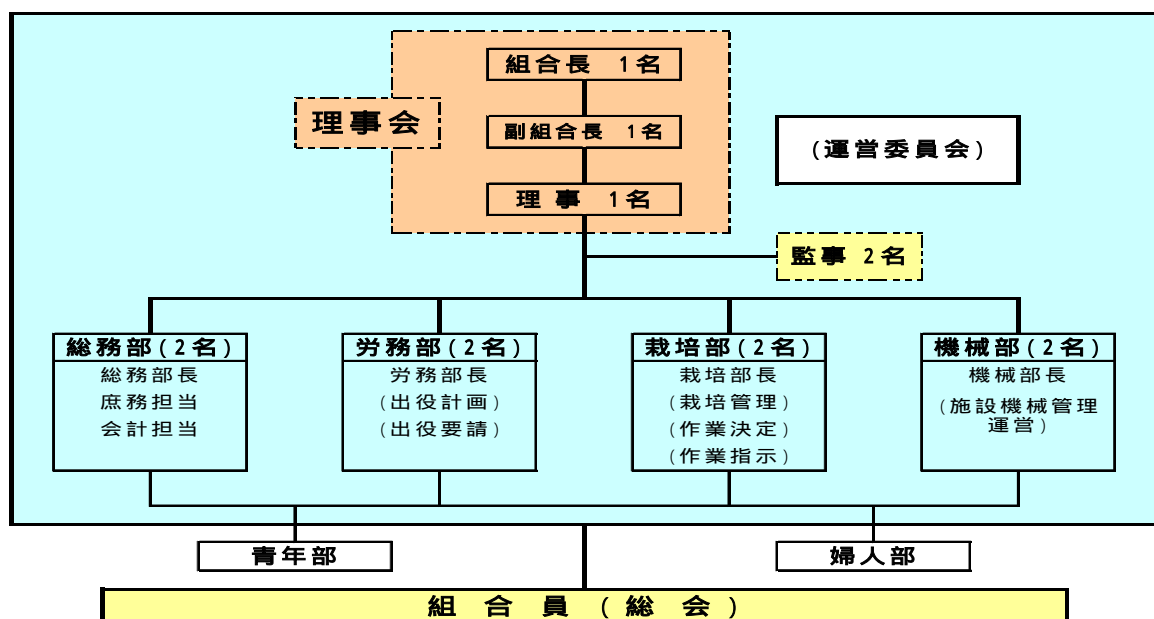 組合長 1名
理事会
副組合長 1名
(運営委員会)
理事 1名
監事 2名
総務部(2名)
総務部長
庶務担当
会計担当
労務部(2名)
労務部長
(出役計画)
(出役要請)
栽培部(2名)
栽培部長
(栽培管理)
(作業決定)
(作業指示)
機械部(2名)
機械部長
(施設機械管理
運営)
青年部
婦人部
組合員(総会)